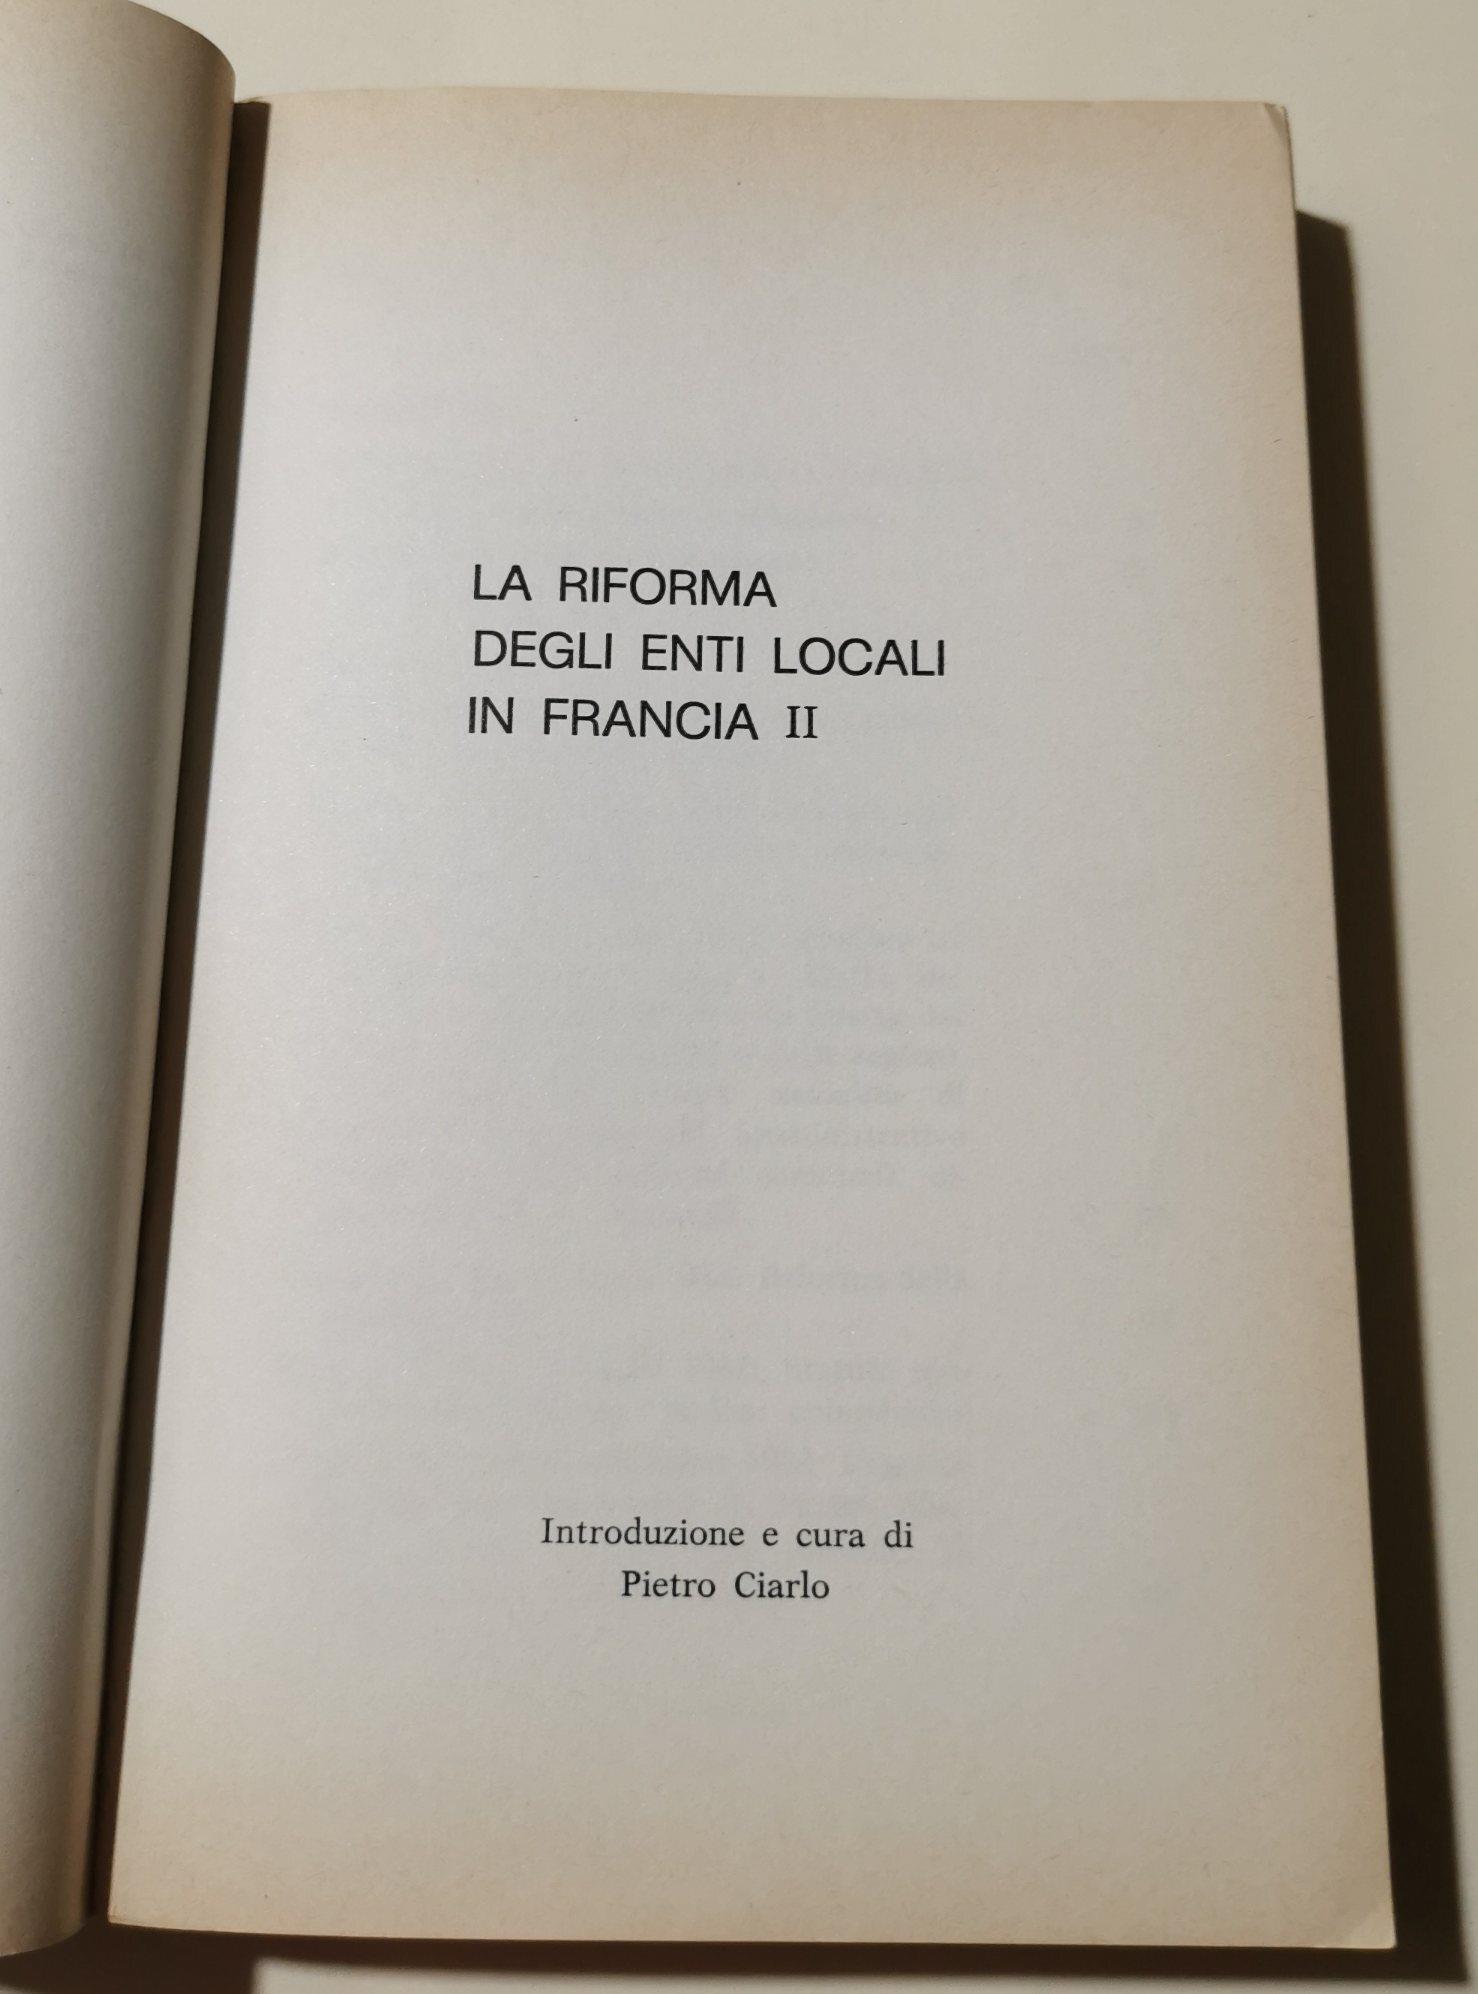 LA RIFORMA
DEGLI ENTI LOCALI
IN FRANCIA II
Introduzione e cura di
Pietro Ciarlo